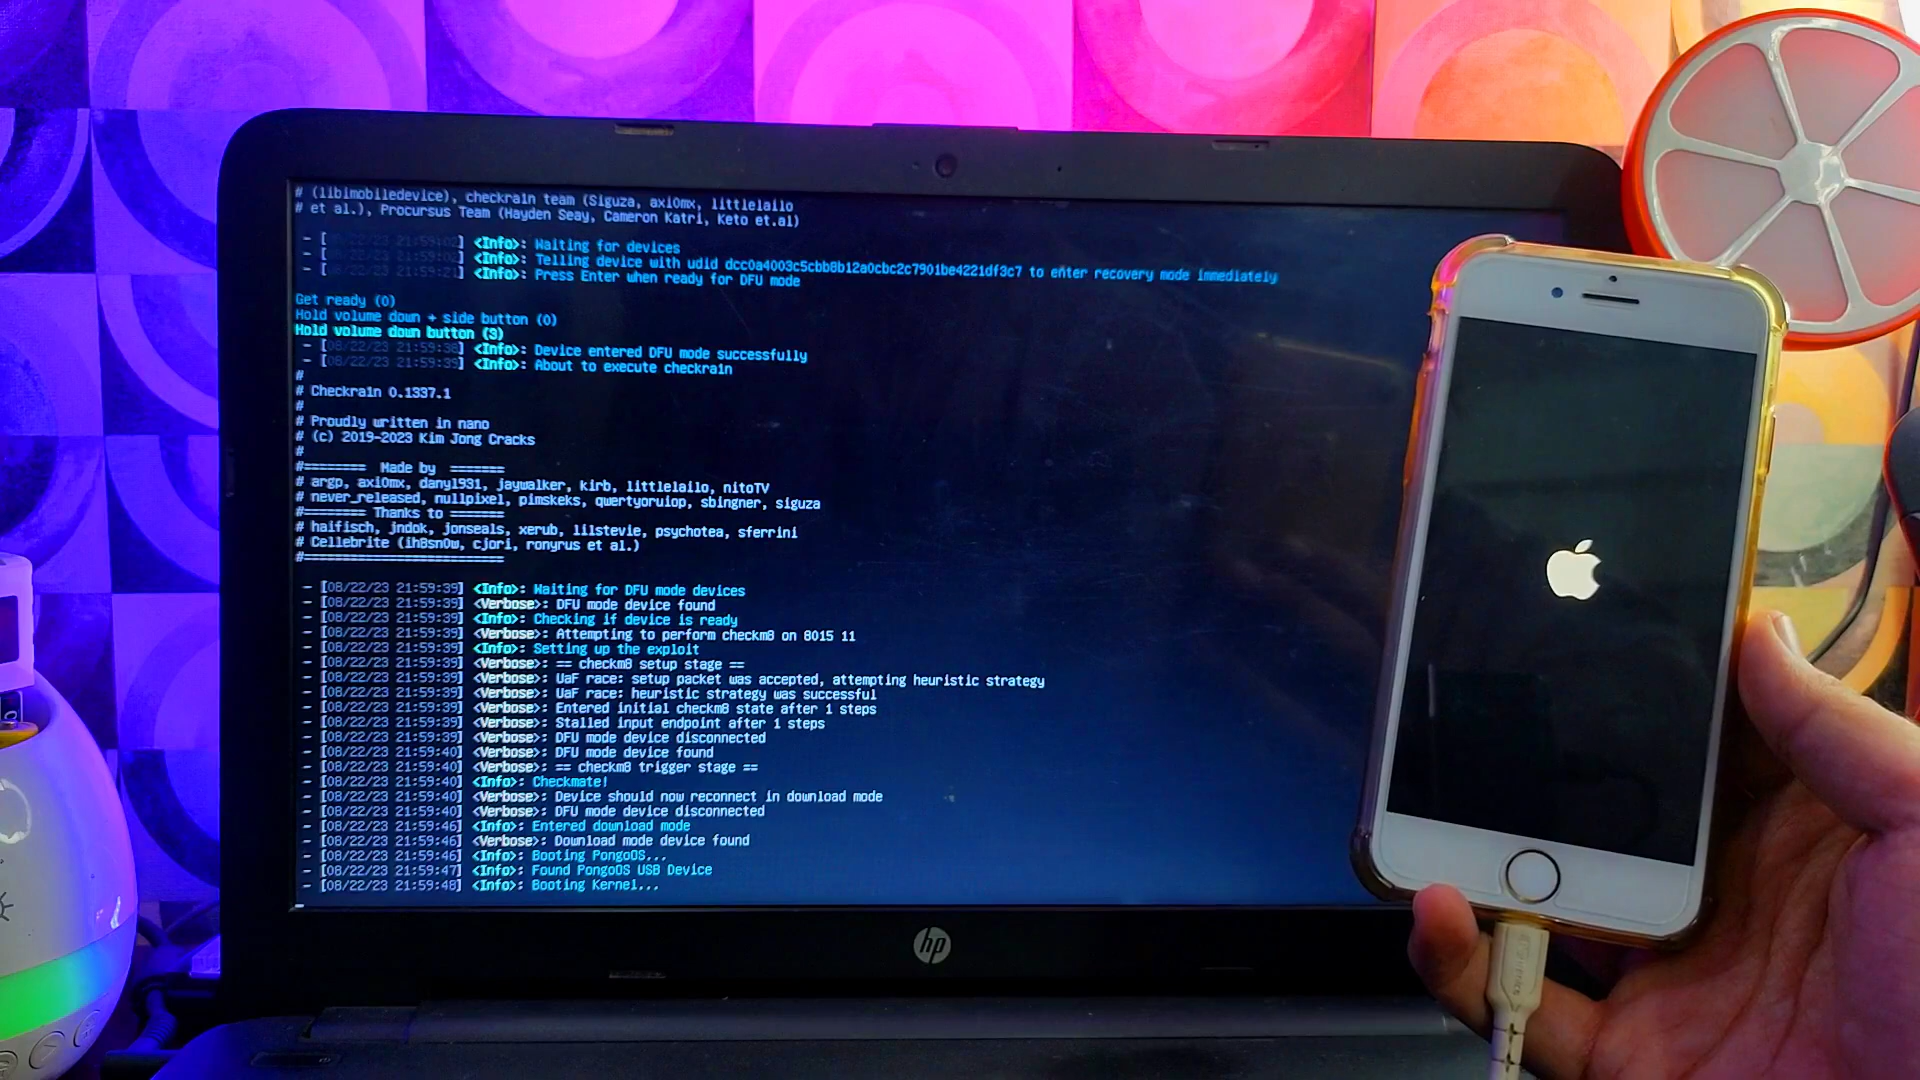 # (libimobiledevice), checkra1n team (Siguza, axi0mx, littlelailo
# et al.), Procursus Team (Hayden Seay, Cameron Katri, Keto et.al)
- [08/22/23 21:59:02] <Info>: Waiting for devices
- [08/22/23 21:59:02] <Info>: Telling device with udid dcc0a4003c5cbb8b12a0cbc2c7901be4221df3c7 to enter recovery mode immediately
- [08/22/23 21:59:21] <Info>: Press Enter when ready for DFU mode
Get ready (0)
Hold volume down + side button (0)
Hold volume down button (3)
- [08/22/23 21:59:38] <Info>: Device entered DFU mode successfully
- [08/22/23 21:59:39] <Info>: About to execute checkra1n
#
# Checkra1n 0.1337.1
#
# Proudly written in nano
# (c) 2019-2023 Kim Jong Cracks
#
#======== Made by =======
# argp, axi0mx, danyl931, jaywalker, kirb, littlelailo, nitoTV
# never_released, nullpixel, pimskeks, qwertyoruiop, sbingner, siguza
#======== Thanks to =======
# haifisch, jndok, jonseals, xerub, lilstevie, psychotea, sferrini
# Cellebrite (ih8sn0w, cjori, ronyrus et al.)
#==========================
- [08/22/23 21:59:39] <Info>: Waiting for DFU mode devices
- [08/22/23 21:59:39] <Verbose>: DFU mode device found
- [08/22/23 21:59:39] <Info>: Checking if device is ready
- [08/22/23 21:59:39] <Verbose>: Attempting to perform checkm8 on 8015 11
- [08/22/23 21:59:39] <Info>: Setting up the exploit
- [08/22/23 21:59:39] <Verbose>: == checkm8 setup stage ==
- [08/22/23 21:59:39] <Verbose>: UaF race: setup packet was accepted, attempting heuristic strategy
- [08/22/23 21:59:39] <Verbose>: UaF race: heuristic strategy was successful
- [08/22/23 21:59:39] <Verbose>: Entered initial checkm8 state after 1 steps
- [08/22/23 21:59:39] <Verbose>: Stalled input endpoint after 1 steps
- [08/22/23 21:59:39] <Verbose>: DFU mode device disconnected
- [08/22/23 21:59:40] <Verbose>: DFU mode device found
- [08/22/23 21:59:40] <Verbose>: == checkm8 trigger stage ==
- [08/22/23 21:59:40] <Info>: Checkmate!
- [08/22/23 21:59:40] <Verbose>: Device should now reconnect in download mode
- [08/22/23 21:59:40] <Verbose>: DFU mode device disconnected
- [08/22/23 21:59:46] <Info>: Entered download mode
- [08/22/23 21:59:46] <Verbose>: Download mode device found
- [08/22/23 21:59:46] <Info>: Booting PongoOS...
- [08/22/23 21:59:47] <Info>: Found PongoOS USB Device
- [08/22/23 21:59:48] <Info>: Booting Kernel...
hp